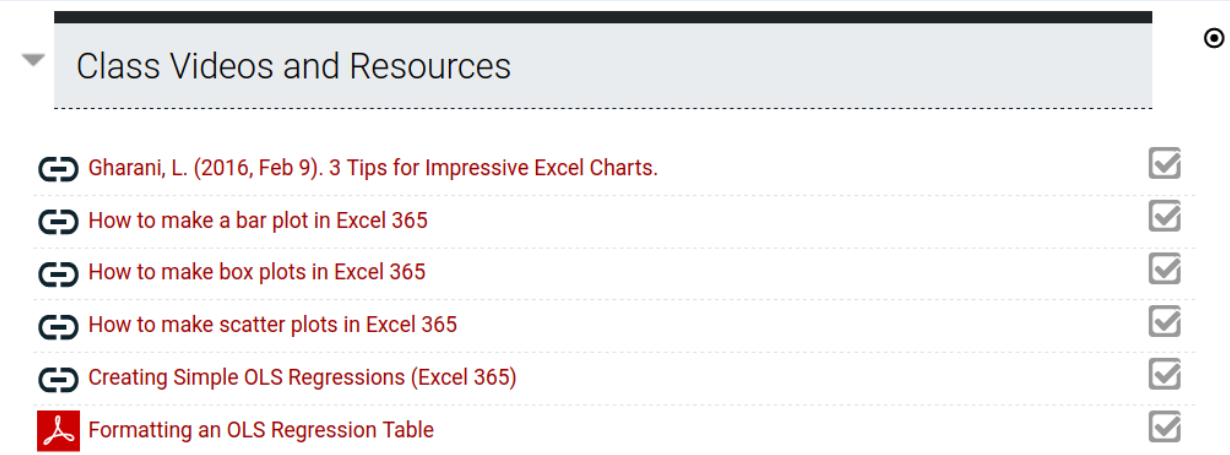 Class Videos and Resources
Gharani, L. (2016, Feb 9). 3 Tips for Impressive Excel Charts.
How to make a bar plot in Excel 365
How to make box plots in Excel 365
How to make scatter plots in Excel 365
Creating Simple OLS Regressions (Excel 365)
Formatting an OLS Regression Table